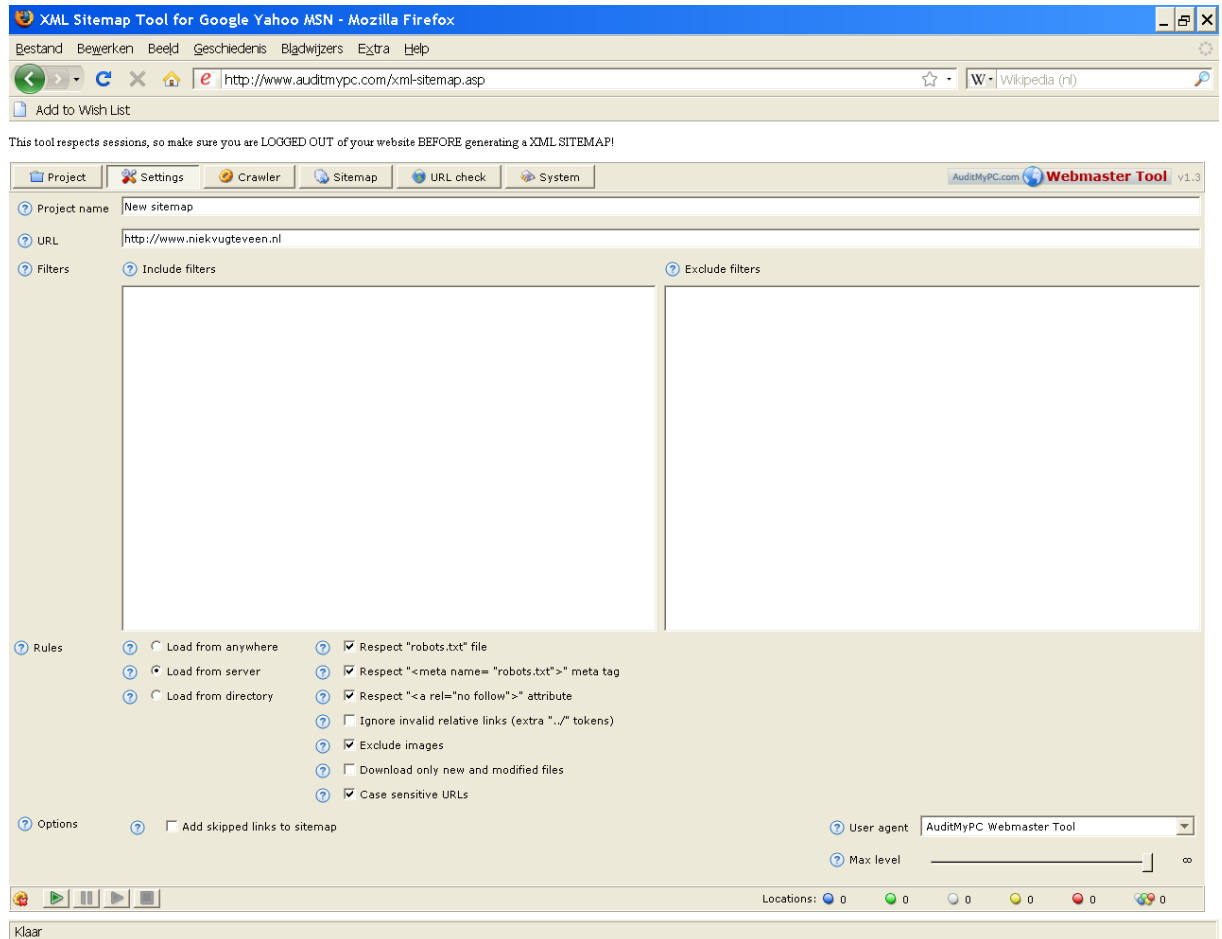 XML Sitemap Tool for Google Yahoo MSN - Mozilla Firefox
Bestand Bewerken Beeld Geschiedenis Bladwijzers Extra Help
http://www.auditmypc.com/xml-sitemap.asp W Wikipedia (nl)
Add to Wish List
This tool respects sessions, so make sure you are LOGGED OUT of your website BEFORE generating a XML SITEMAP!
Project Settings Crawler Sitemap URL check System AuditMyPC.com Webmaster Tool v1.3
Project name New sitemap
URL http://www.niekvugteveen.nl
Filters Include filters Exclude filters
Rules Load from anywhere Respect "robots.txt" file
Load from server Respect "<meta name= "robots.txt">" meta tag
Load from directory Respect "<a rel="no follow">" attribute
Ignore invalid relative links (extra "../" tokens)
Exclude images
Download only new and modified files
Case sensitive URLs
Options Add skipped links to sitemap User agent AuditMyPC Webmaster Tool
Max level ∞
Locations: 0 0 0 0 0 0
Klaar